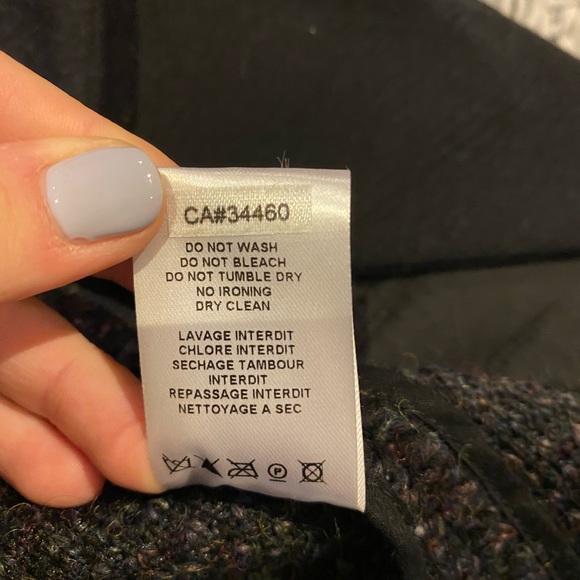 CA#34460
DO NOT WASH
DO NOT BLEACH
DO NOT TUMBLE DRY
NO IRONING
DRY CLEAN
LAVAGE INTERDIT
CHLORE INTERDIT
SECHAGE TAMBOUR
INTERDIT
REPASSAGE INTERDIT
NETTOYAGE A SEC
P